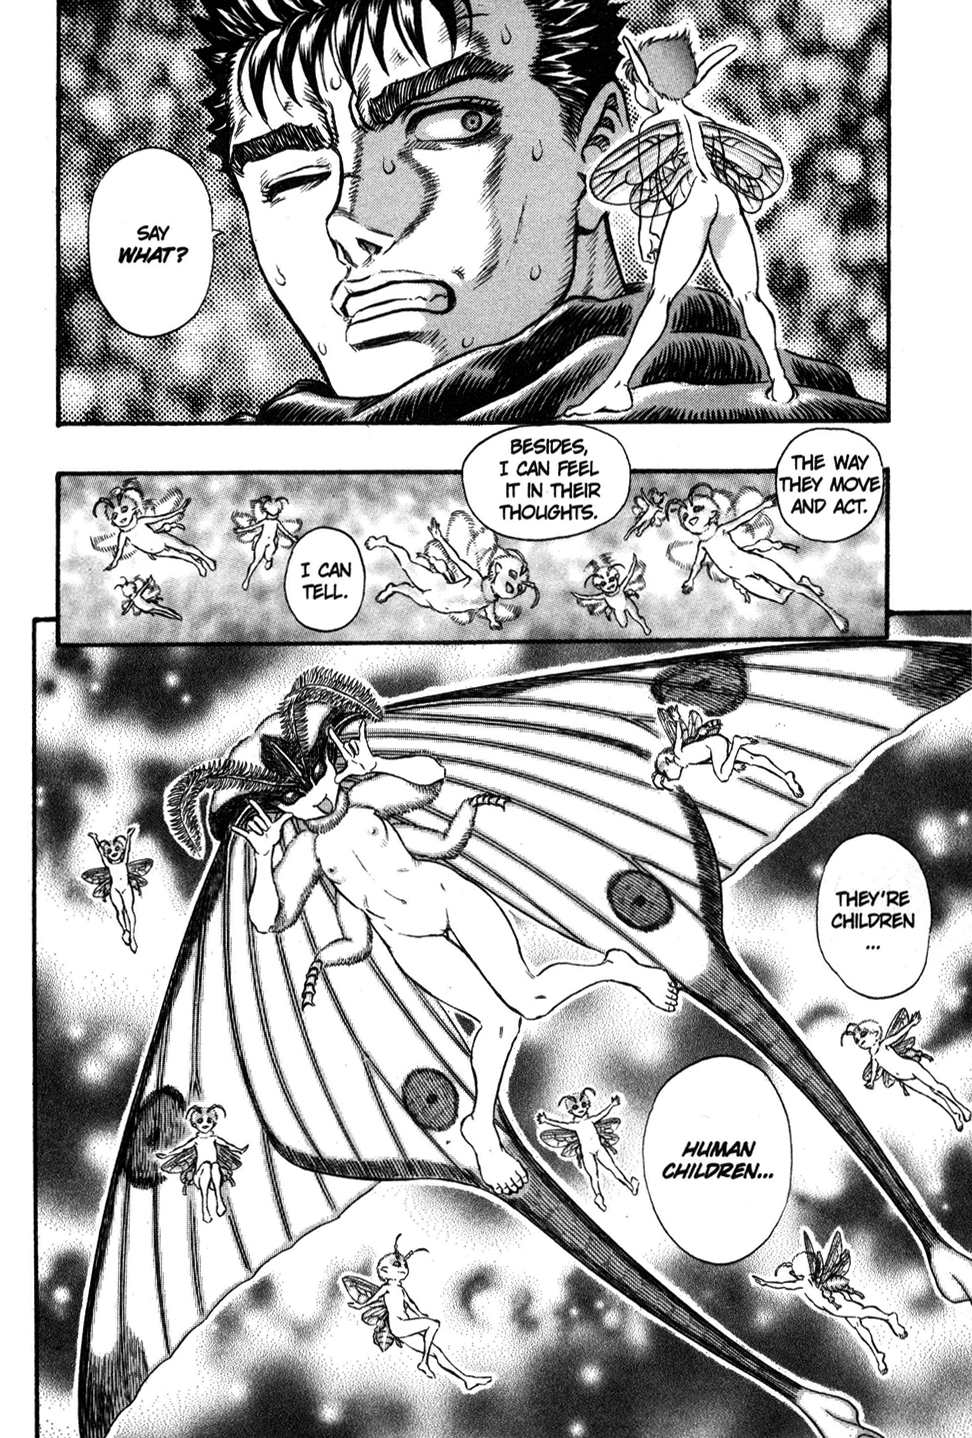 SAY
WHAT?
THE WAY
THEY MOVE
AND ACT.
BESIDES,
I CAN FEEL
IT IN THEIR
THOUGHTS.
I CAN
TELL.
THEY'RE
CHILDREN
...
HUMAN
CHILDREN...